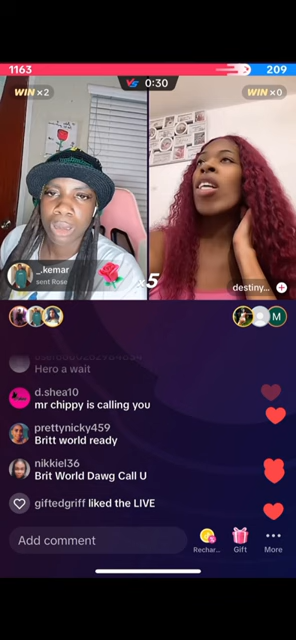 1163
209
WIN ×2
VS 0:30
WIN ×0
_.kemar
sent Rose
×5
destiny...
Hero a wait
d.shea10
mr chippy is calling you
prettynicky459
Britt world ready
nikkiel36
Brit World Dawg Call U
M
giftedgriff liked the LIVE
Add comment
Rechar...
Gift
More